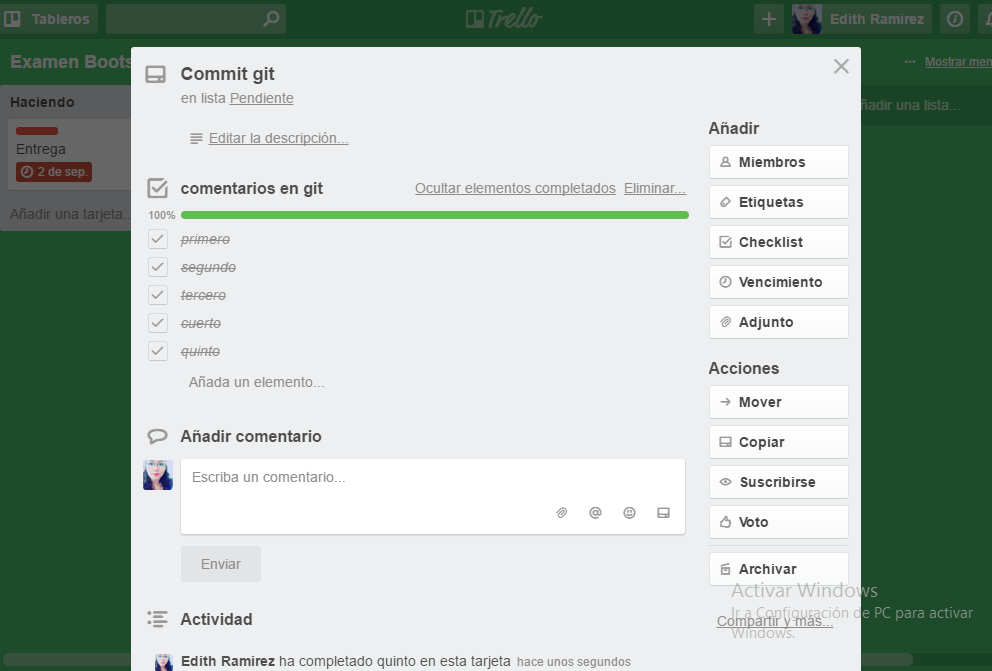 Tableros
Trello
Edith Ramirez
Examen Boots
Mostrar men
Haciendo
Entrega
2 de sep.
Añadir una tarjeta...
ñadir una lista...
Commit git
en lista Pendiente
Editar la descripción...
comentarios en git
Ocultar elementos completados Eliminar...
100%
primero
segundo
tercero
cuerto
quinto
Añada un elemento...
Añadir comentario
Escriba un comentario...
Enviar
Actividad
Edith Ramirez ha completado quinto en esta tarjeta hace unos segundos
Añadir
Miembros
Etiquetas
Checklist
Vencimiento
Adjunto
Acciones
Mover
Copiar
Suscribirse
Voto
Archivar
Compartir y más...
Activar Windows
Ir a Configuración de PC para activar
Windows.